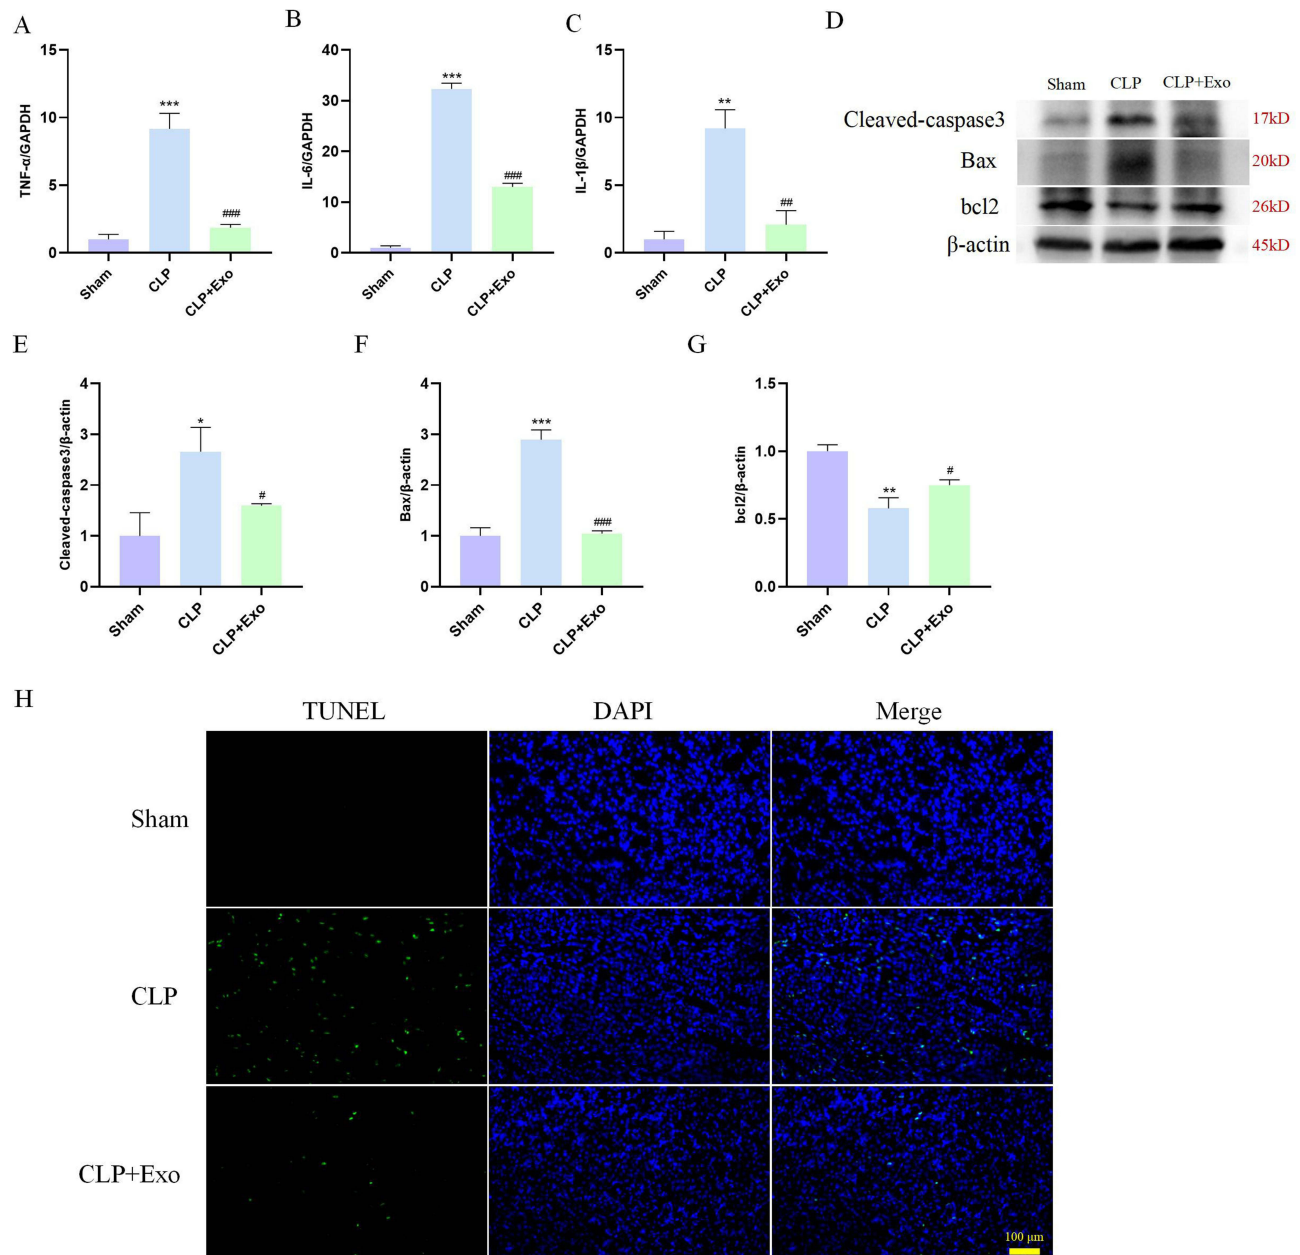 A
15
10
5
0
TNF-α/GAPDH
***
###
Sham
CLP
CLP+Exo
B
40
30
20
10
0
IL-6/GAPDH
***
###
Sham
CLP
CLP+Exo
C
15
10
5
0
IL-1β/GAPDH
**
##
Sham
CLP
CLP+Exo
D
Sham CLP CLP+Exo
Cleaved-caspase3 17kD
Bax 20kD
bcl2 26kD
β-actin 45kD
E
4
3
2
1
0
Cleaved-caspase3/β-actin
*
#
Sham
CLP
CLP+Exo
F
4
3
2
1
0
Bax/β-actin
***
###
Sham
CLP
CLP+Exo
G
1.5
1.0
0.5
0.0
bcl2/β-actin
**
#
Sham
CLP
CLP+Exo
H
TUNEL DAPI Merge
Sham
CLP
CLP+Exo
100 μm